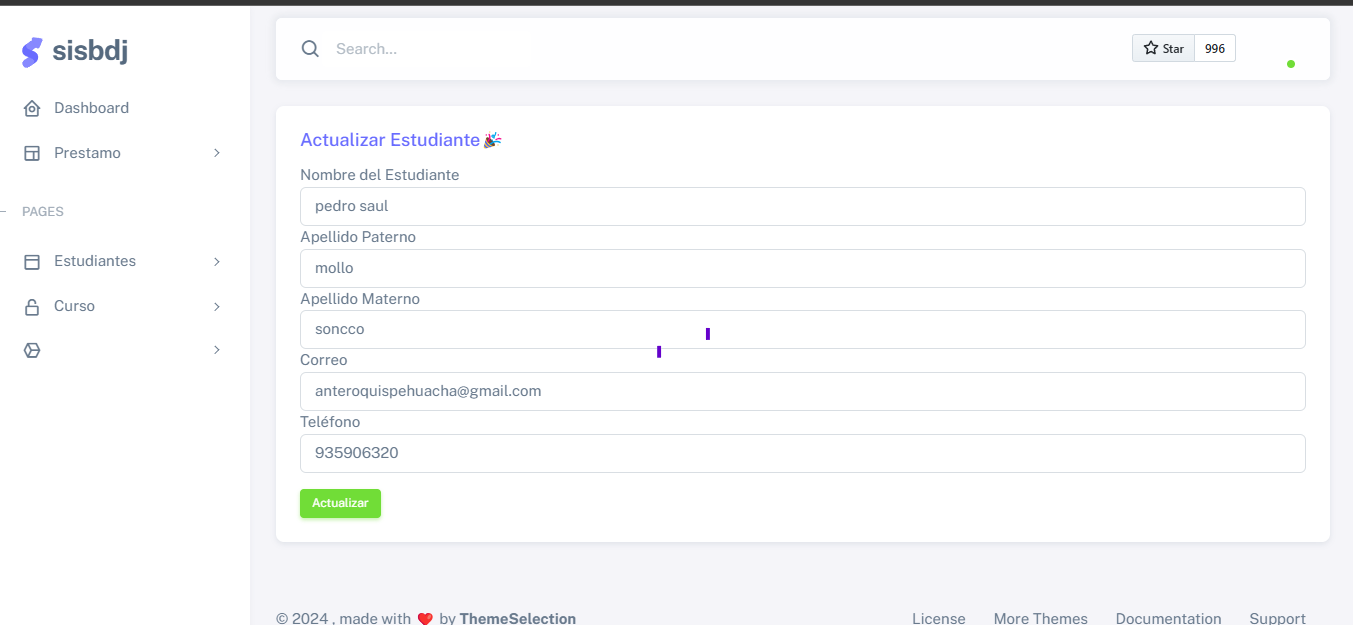 sisbdj
Dashboard
Prestamo
PAGES
Estudiantes
Curso
Search...
Star 996
Actualizar Estudiante🎉
Nombre del Estudiante
pedro saul
Apellido Paterno
mollo
Apellido Materno
soncco
Correo
anteroquispehuacha@gmail.com
Teléfono
935906320
Actualizar
© 2024 , made with ❤️ by ThemeSelection
License More Themes Documentation Support